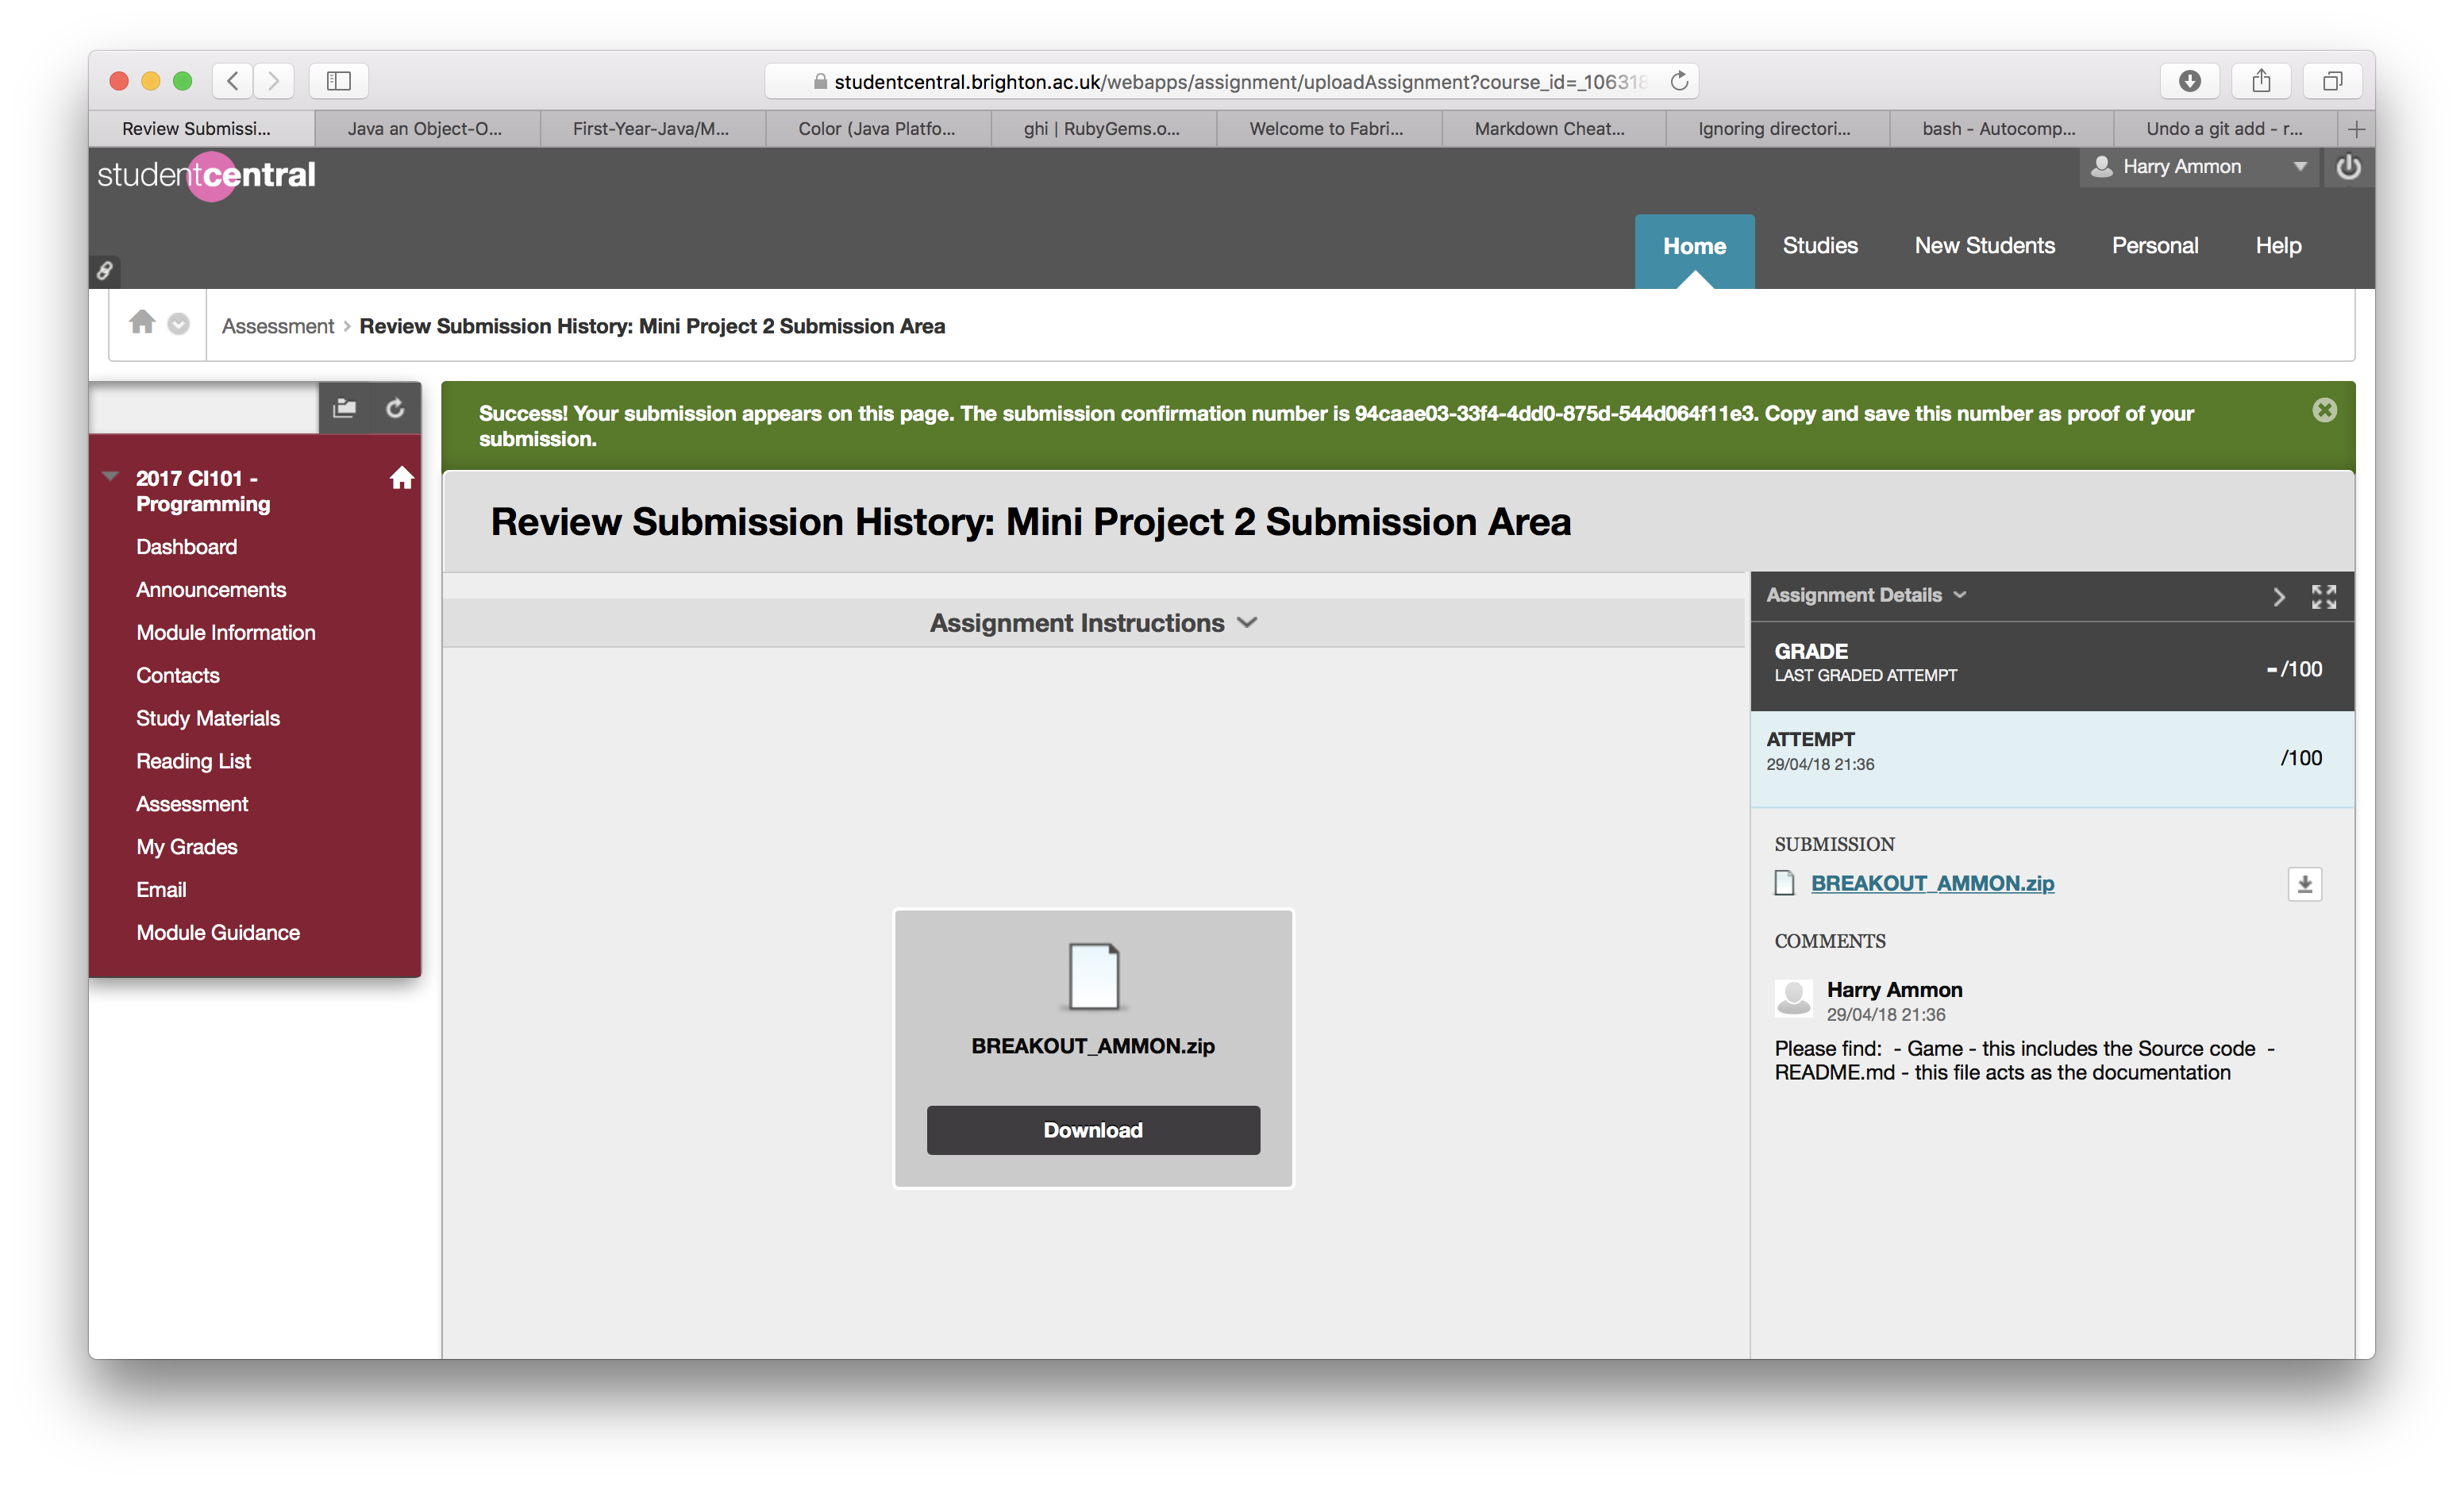 studentcentral.brighton.ac.uk/webapps/assignment/uploadAssignment?course_id=_106318
Review Submissi...
Java an Object-O...
First-Year-Java/M...
Color (Java Platfo...
ghi | RubyGems.o...
Welcome to Fabri...
Markdown Cheat...
Ignoring directori...
bash - Autocomp...
Undo a git add - r...
studentcentral
Harry Ammon
Home
Studies
New Students
Personal
Help
Assessment > Review Submission History: Mini Project 2 Submission Area
Success! Your submission appears on this page. The submission confirmation number is 94caae03-33f4-4dd0-875d-544d064f11e3. Copy and save this number as proof of your
submission.
2017 CI101 -
Programming
Dashboard
Announcements
Module Information
Contacts
Study Materials
Reading List
Assessment
My Grades
Email
Module Guidance
Review Submission History: Mini Project 2 Submission Area
Assignment Instructions
BREAKOUT_AMMON.zip
Download
Assignment Details
GRADE
LAST GRADED ATTEMPT
-/100
ATTEMPT
29/04/18 21:36
/100
SUBMISSION
BREAKOUT_AMMON.zip
COMMENTS
Harry Ammon
29/04/18 21:36
Please find:  - Game - this includes the Source code  -
README.md - this file acts as the documentation